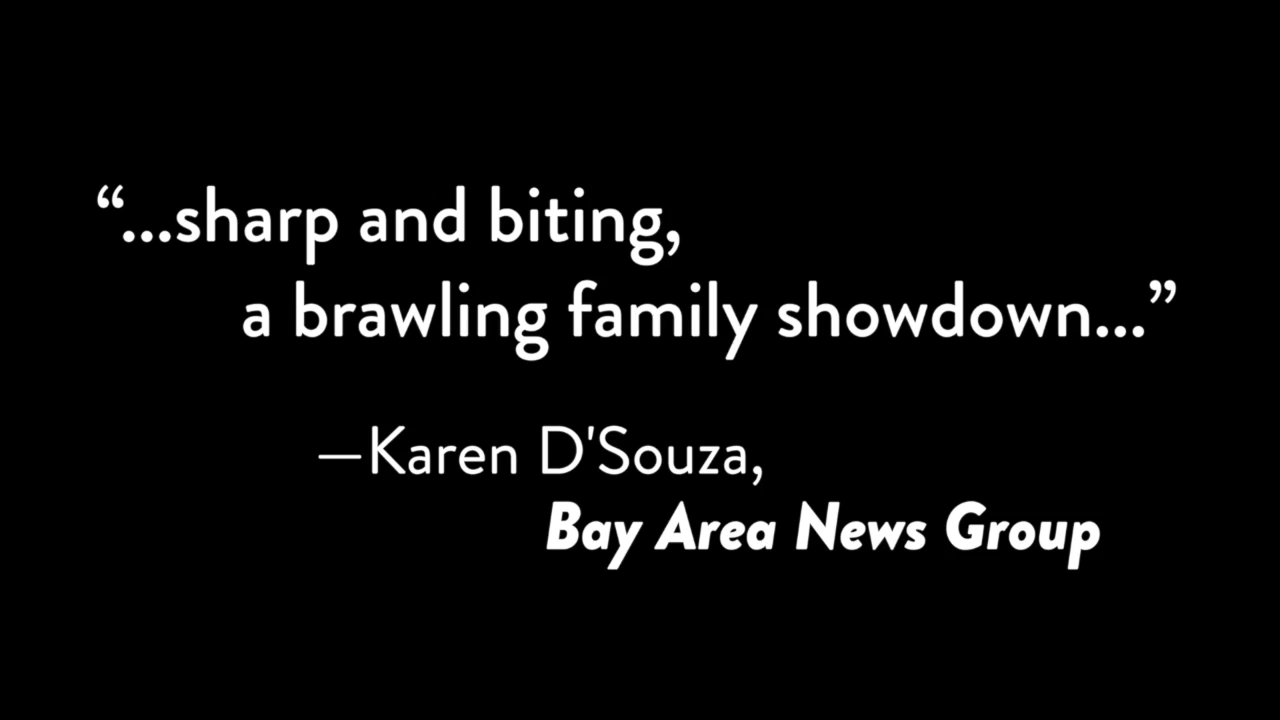 “...sharp and biting,
a brawling family showdown...”
—Karen D'Souza,
Bay Area News Group